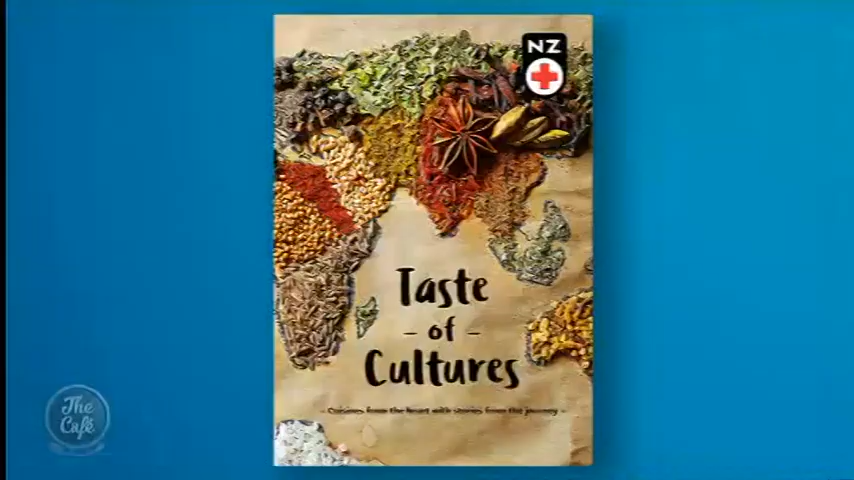 NZ
Taste
- of -
Cultures
- Cuisines from the heart with stories from the journey -
The
Café